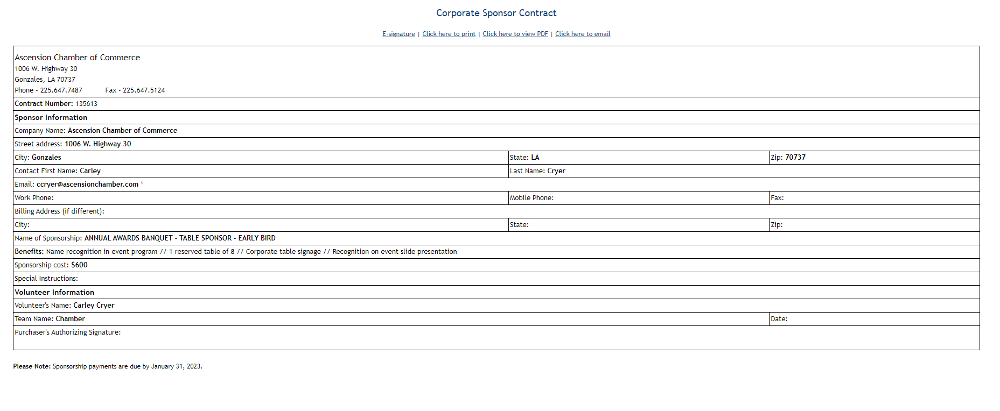 Corporate Sponsor Contract
E-signature | Click here to print | Click here to view PDF | Click here to email
Ascension Chamber of Commerce
1006 W. Highway 30
Gonzales, LA 70737
Phone - 225.647.7487 Fax - 225.647.5124
Contract Number: 135613
Sponsor Information
Company Name: Ascension Chamber of Commerce
Street address: 1006 W. Highway 30
City: Gonzales State: LA Zip: 70737
Contact First Name: Carley Last Name: Cryer
Email: ccryer@ascensionchamber.com *
Work Phone: Mobile Phone: Fax:
Billing Address (if different):
City: State: Zip:
Name of Sponsorship: ANNUAL AWARDS BANQUET - TABLE SPONSOR - EARLY BIRD
Benefits: Name recognition in event program // 1 reserved table of 8 // Corporate table signage // Recognition on event slide presentation
Sponsorship cost: $600
Special Instructions:
Volunteer Information
Volunteer's Name: Carley Cryer
Team Name: Chamber Date:
Purchaser's Authorizing Signature:
Please Note: Sponsorship payments are due by January 31, 2023.